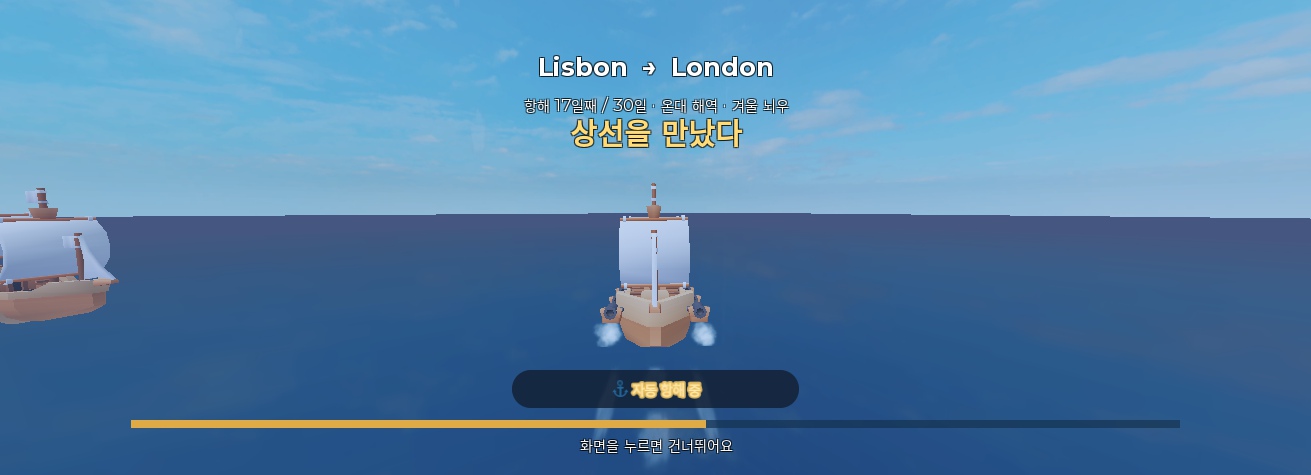 Lisbon → London
항해 17일째 / 30일 · 온대 해역 · 겨울 뇌우
상선을 만났다
⚓ 자동 항해 중
화면을 누르면 건너뛰어요